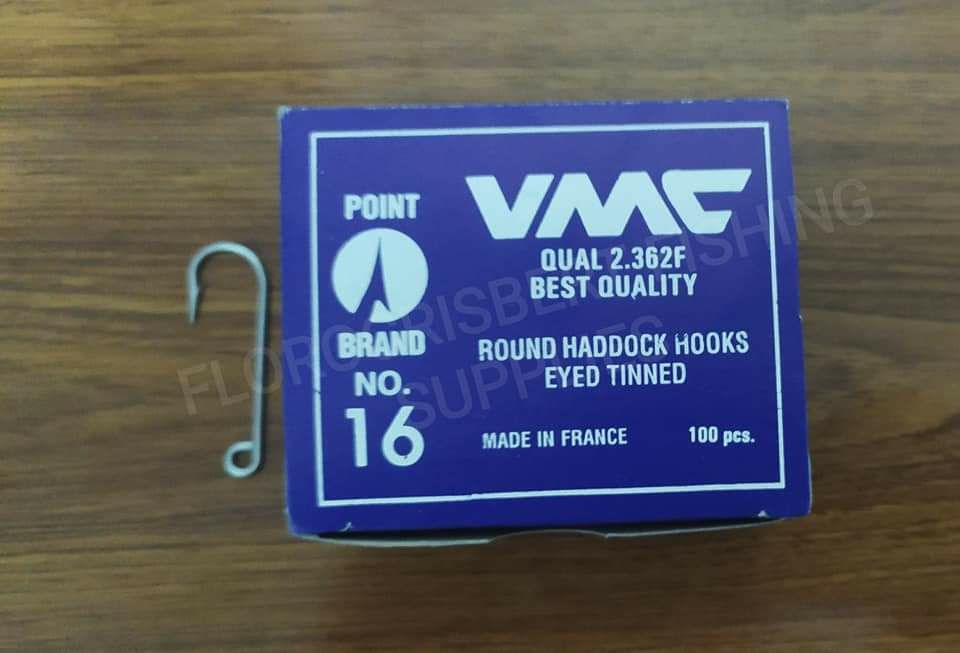 POINT
BRAND
NO.
16
VMC
QUAL 2.362F
BEST QUALITY
ROUND HADDOCK HOOKS
EYED TINNED
MADE IN FRANCE
100 pcs.
SUPPLIES